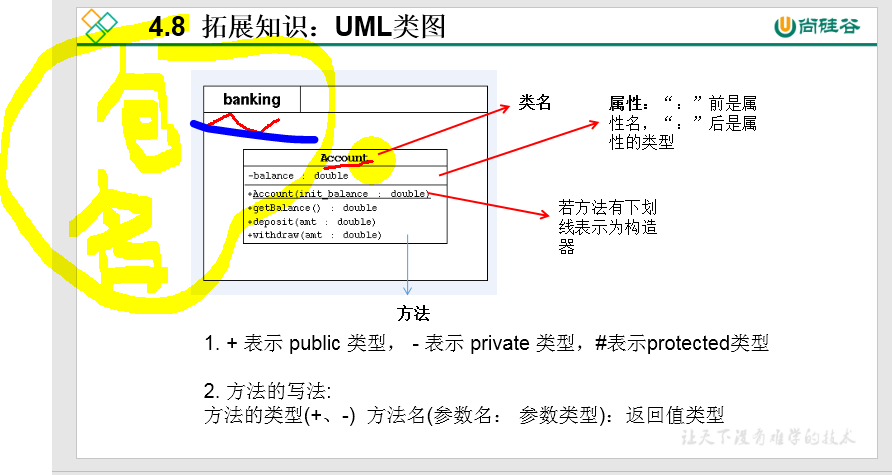 4.8 拓展知识：UML类图
尚硅谷
包名
banking
类名
属性：“：”前是属
性名，“：”后是属
性的类型
Account
-balance : double
+Account(init_balance : double)
+getBalance() : double
+deposit(amt : double)
+withdraw(amt : double)
若方法有下划
线表示为构造
器
方法
1. + 表示 public 类型， - 表示 private 类型，#表示protected类型
2. 方法的写法:
方法的类型(+、-) 方法名(参数名： 参数类型)：返回值类型
让天下没有难学的技术